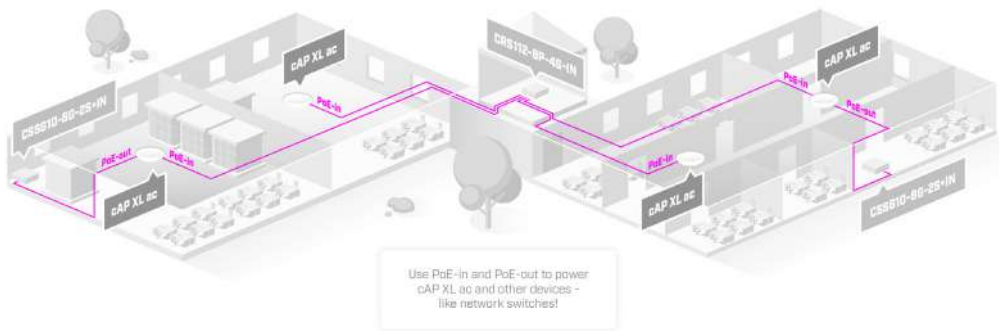 cAP XL ac
CRS112-8P-4S-IN
cAP XL ac
CSS610-8G-2S+IN
PoE-in
PoE-in
PoE-out
PoE-out
PoE-in
PoE-in
cAP XL ac
cAP XL ac
CSS610-8G-2S+IN
Use PoE-in and PoE-out to power
cAP XL ac and other devices -
like network switches!